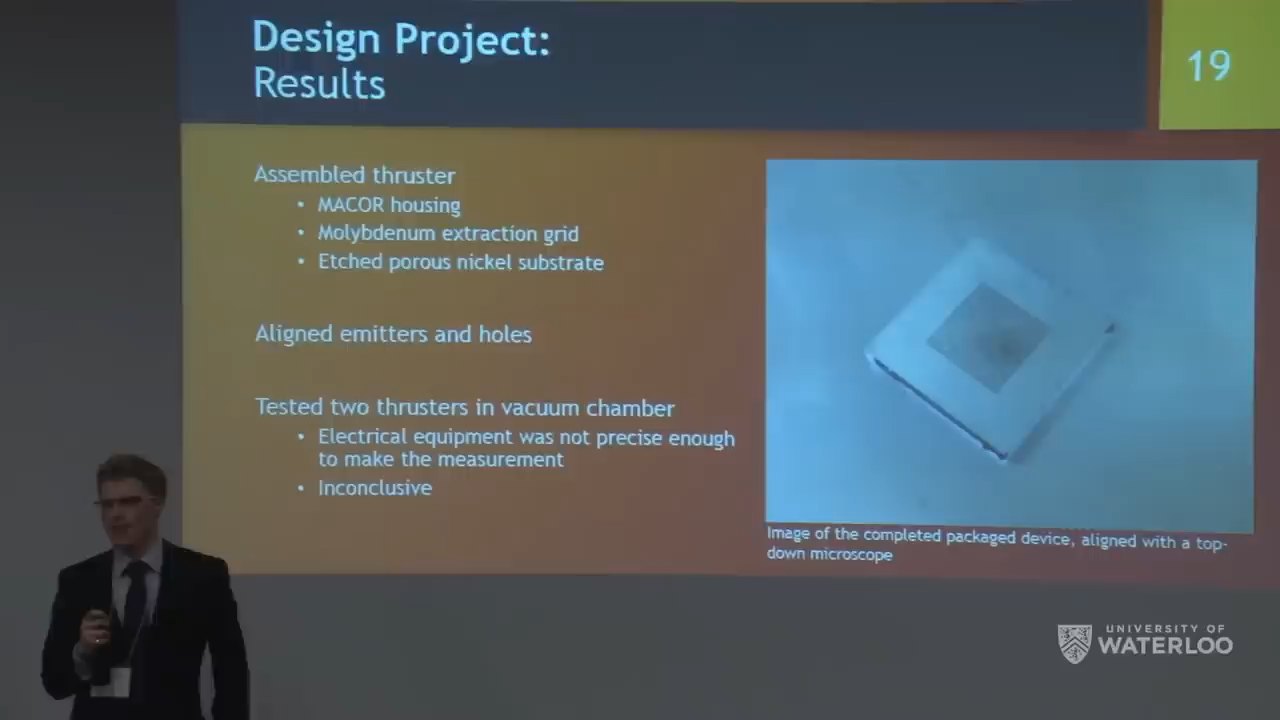 Design Project:
Results
19
Assembled thruster
• MACOR housing
• Molybdenum extraction grid
• Etched porous nickel substrate
Aligned emitters and holes
Tested two thrusters in vacuum chamber
• Electrical equipment was not precise enough
to make the measurement
• Inconclusive
Image of the completed packaged device, aligned with a top-
down microscope
UNIVERSITY OF
WATERLOO